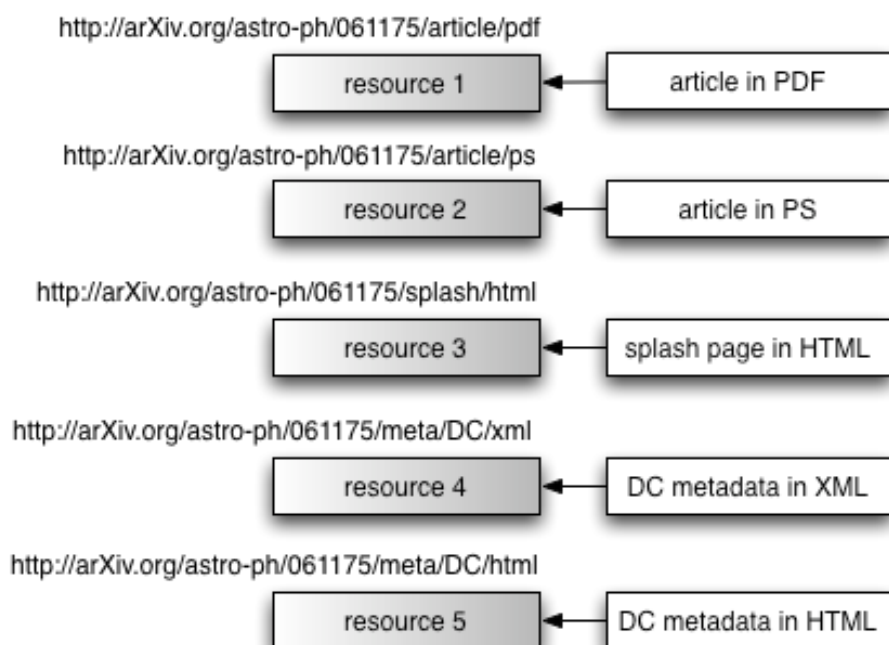 http://arXiv.org/astro-ph/061175/article/pdf
resource 1
article in PDF
http://arXiv.org/astro-ph/061175/article/ps
resource 2
article in PS
http://arXiv.org/astro-ph/061175/splash/html
resource 3
splash page in HTML
http://arXiv.org/astro-ph/061175/meta/DC/xml
resource 4
DC metadata in XML
http://arXiv.org/astro-ph/061175/meta/DC/html
resource 5
DC metadata in HTML